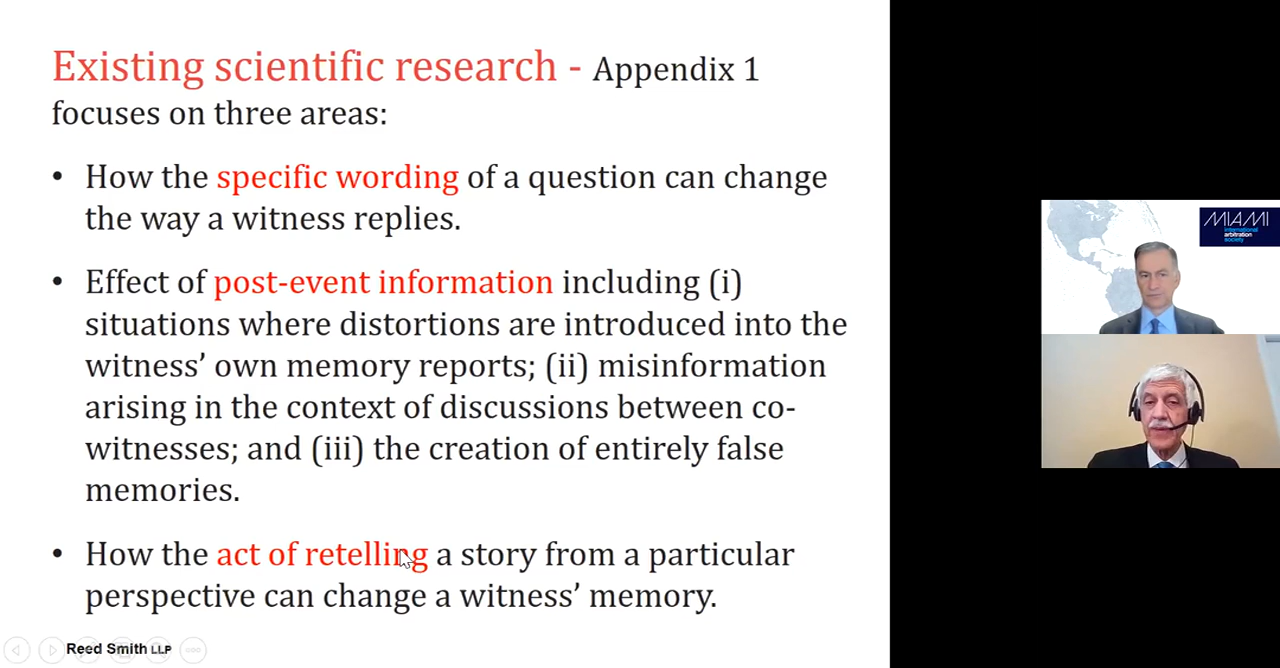 Existing scientific research - Appendix 1
focuses on three areas:
• How the specific wording of a question can change
the way a witness replies.
• Effect of post-event information including (i)
situations where distortions are introduced into the
witness’ own memory reports; (ii) misinformation
arising in the context of discussions between co-
witnesses; and (iii) the creation of entirely false
memories.
• How the act of retelling a story from a particular
perspective can change a witness’ memory.
Reed Smith LLP
MIAMI
international
arbitration
society